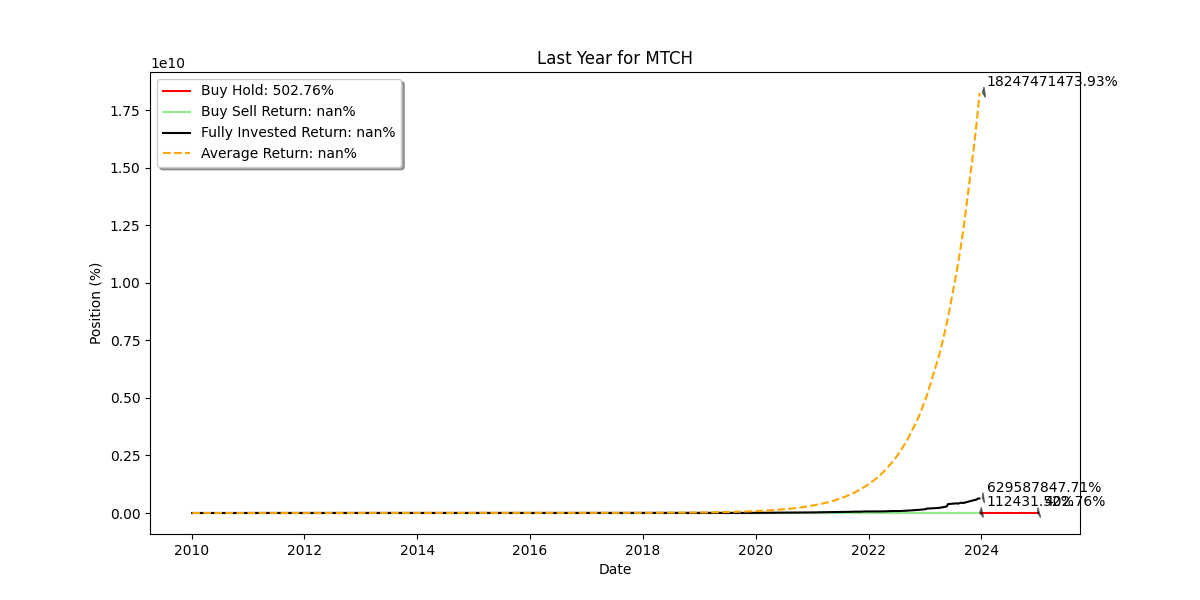 Last Year for MTCH
1e10
Buy Hold: 502.76%
Buy Sell Return: nan%
Fully Invested Return: nan%
Average Return: nan%
18247471473.93%
1.75
1.50
1.25
1.00
0.75
0.50
0.25
0.00
Position (%)
629587847.71%
502.76%
2010
2012
2014
2016
2018
2020
2022
2024
Date